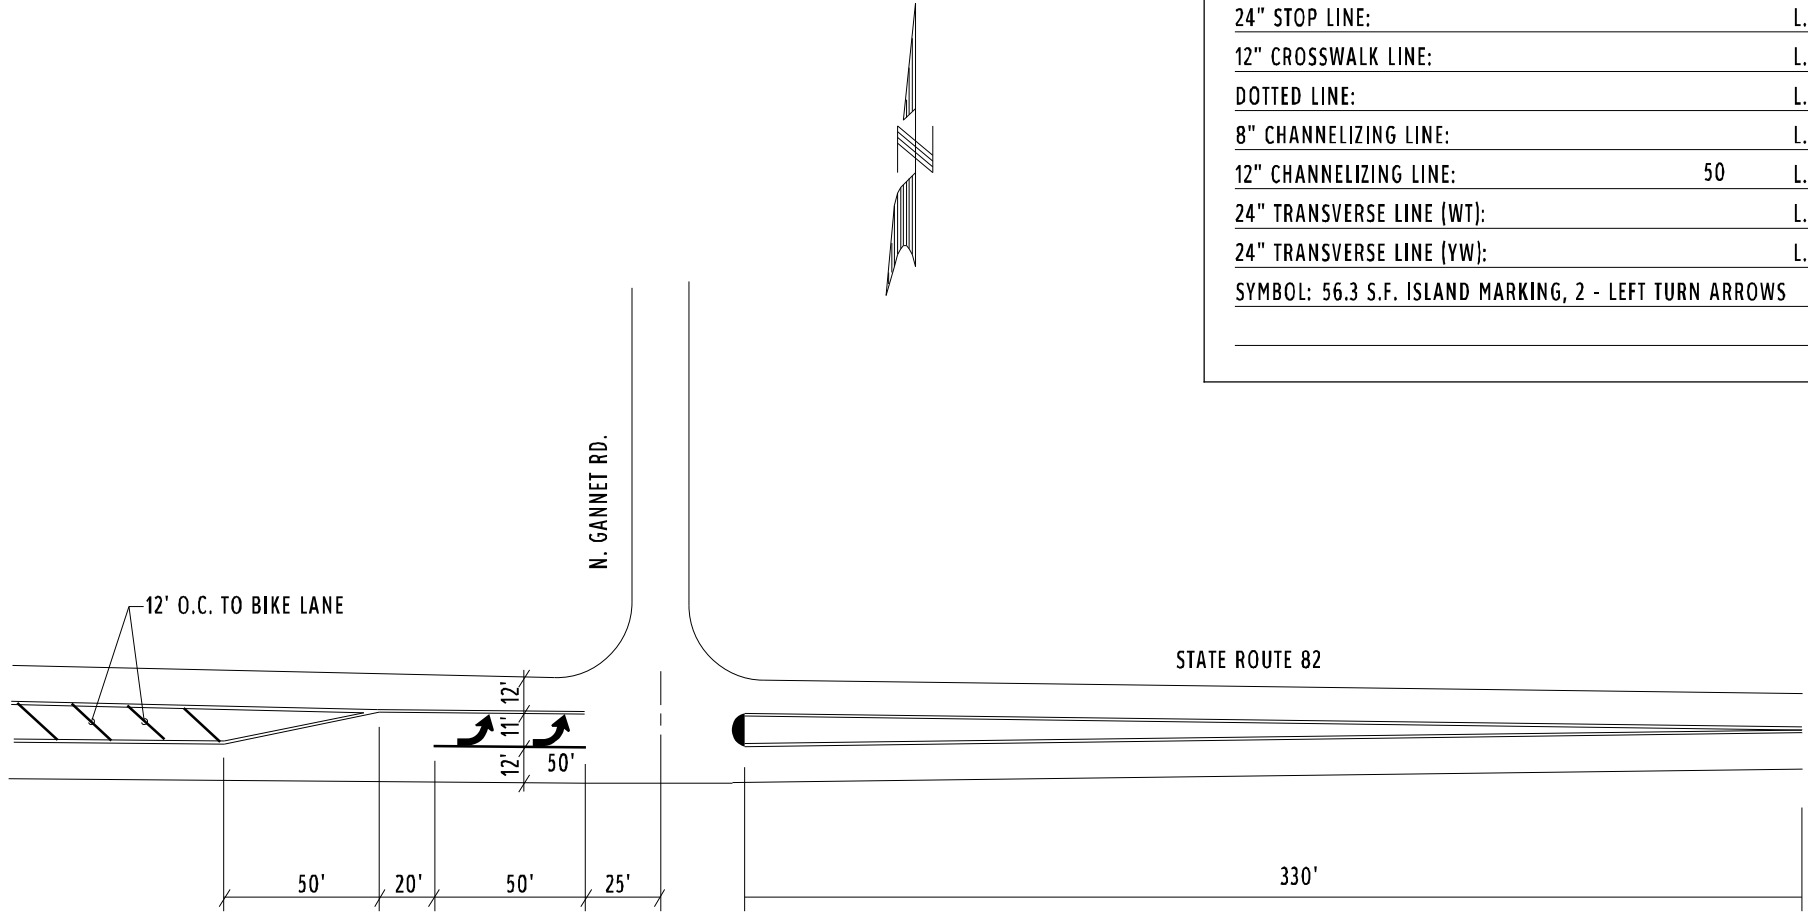 24" STOP LINE: L.
12" CROSSWALK LINE: L.
DOTTED LINE: L.
8" CHANNELIZING LINE: L.
12" CHANNELIZING LINE: 50 L.
24" TRANSVERSE LINE (WT): L.
24" TRANSVERSE LINE (YW): L.
SYMBOL: 56.3 S.F. ISLAND MARKING, 2 - LEFT TURN ARROWS
N
N. GANNET RD.
12' O.C. TO BIKE LANE
STATE ROUTE 82
12'
11'
12'
50'
50' 20' 50' 25' 330'